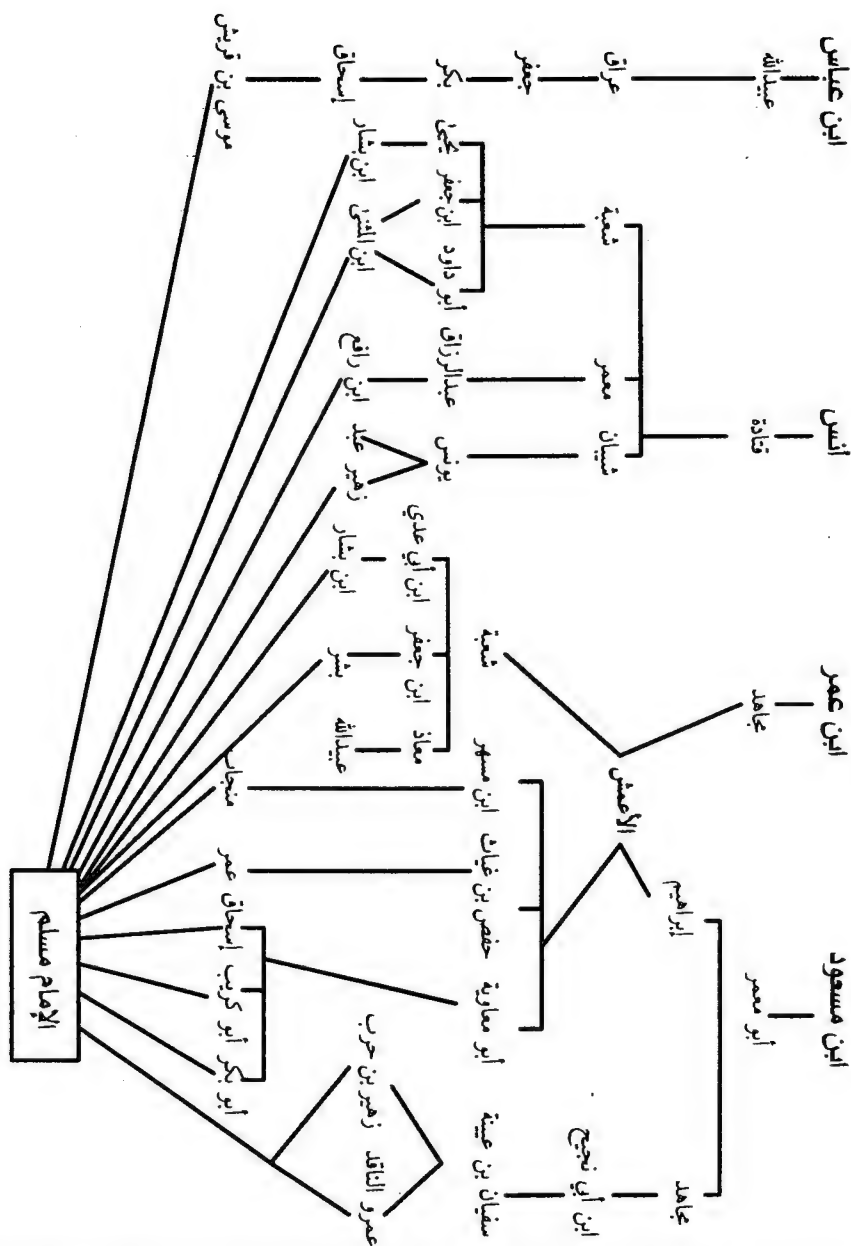 ابن مسعود ابن عمر أنس ابن عباس
أبو معمر مجاهد قتادة عبيدالله
مجاهد إبراهيم
ابن أبي نجيح الأعمش شيبان معمر شعبة عراق
جعفر
سفيان بن عيينة أبو معاوية حفص بن غياث ابن مسهر شعبة
معاذ ابن جعفر ابن أبي عدي يونس عبدالرزاق أبو داود ابن جعفر يحيىٰ بكر
عمرو الناقد زهير بن حرب عبيدالله بشر ابن بشار زهير عبد ابن رافع ابن المثنىٰ ابن بشار إسحاق
أبو بكر أبو كريب إسحاق عمر منجاب موسى بن قريش
الإمام مسلم